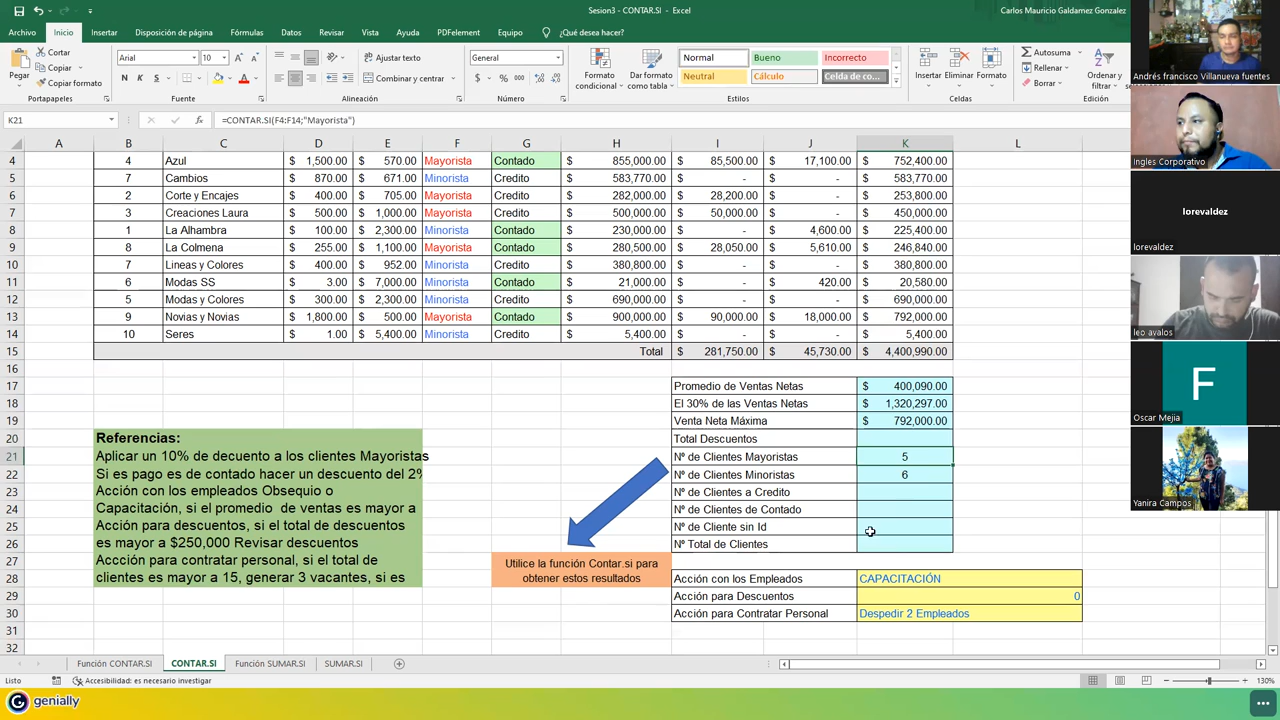 Sesion3 - CONTAR.SI - Excel
Carlos Mauricio Galdamez Gonzalez
Archivo Inicio Insertar Disposición de página Fórmulas Datos Revisar Vista Ayuda PDFelement Equipo ¿Qué desea hacer?
Pegar
Cortar
Copiar
Copiar formato
Portapapeles
Arial 10
N K S
Fuente
Ajustar texto
Combinar y centrar
Alineación
General
$ % 000
Número
Formato condicional
Dar formato como tabla
Normal Bueno Incorrecto
Neutral Cálculo Celda de co...
Estilos
Insertar Eliminar Formato
Celdas
Autosuma
Rellenar
Borrar
Ordenar y filtrar
Edición
K21 fx =CONTAR.SI(F4:F14;"Mayorista")
A B C D E F G H I J K L
4 4 Azul $ 1,500.00 $ 570.00 Mayorista Contado $ 855,000.00 $ 85,500.00 $ 17,100.00 $ 752,400.00
5 7 Cambios $ 870.00 $ 671.00 Minorista Credito $ 583,770.00 $ - $ - $ 583,770.00
6 2 Corte y Encajes $ 400.00 $ 705.00 Mayorista Credito $ 282,000.00 $ 28,200.00 $ - $ 253,800.00
7 3 Creaciones Laura $ 500.00 $ 1,000.00 Mayorista Credito $ 500,000.00 $ 50,000.00 $ - $ 450,000.00
8 1 La Alhambra $ 100.00 $ 2,300.00 Minorista Contado $ 230,000.00 $ - $ 4,600.00 $ 225,400.00
9 8 La Colmena $ 255.00 $ 1,100.00 Mayorista Contado $ 280,500.00 $ 28,050.00 $ 5,610.00 $ 246,840.00
10 7 Lineas y Colores $ 400.00 $ 952.00 Minorista Credito $ 380,800.00 $ - $ - $ 380,800.00
11 6 Modas SS $ 3.00 $ 7,000.00 Minorista Contado $ 21,000.00 $ - $ 420.00 $ 20,580.00
12 5 Modas y Colores $ 300.00 $ 2,300.00 Minorista Credito $ 690,000.00 $ - $ - $ 690,000.00
13 9 Novias y Novias $ 1,800.00 $ 500.00 Mayorista Contado $ 900,000.00 $ 90,000.00 $ 18,000.00 $ 792,000.00
14 10 Seres $ 1.00 $ 5,400.00 Minorista Credito $ 5,400.00 $ - $ - $ 5,400.00
15 Total $ 281,750.00 $ 45,730.00 $ 4,400,990.00
16
17 Promedio de Ventas Netas $ 400,090.00
18 El 30% de las Ventas Netas $ 1,320,297.00
19 Venta Neta Máxima $ 792,000.00
20 Referencias: Total Descuentos
21 Aplicar un 10% de decuento a los clientes Mayoristas Nº de Clientes Mayoristas 5
22 Si es pago es de contado hacer un descuento del 2% Nº de Clientes Minoristas 6
23 Acción con los empleados Obsequio o Nº de Clientes a Credito
24 Capacitación, si el promedio de ventas es mayor a Nº de Clientes de Contado
25 Acción para descuentos, si el total de descuentos Nº de Cliente sin Id
26 es mayor a $250,000 Revisar descuentos Nº Total de Clientes
27 Accción para contratar personal, si el total de Utilice la función Contar.si para
28 clientes es mayor a 15, generar 3 vacantes, si es obtener estos resultados Acción con los Empleados CAPACITACIÓN
29 Acción para Descuentos 0
30 Acción para Contratar Personal Despedir 2 Empleados
31
32
Función CONTAR.SI CONTAR.SI Función SUMAR.SI SUMAR.SI
Listo Accesibilidad: es necesario investigar 130%
genially
Andrés francisco Villanueva fuentes
Ingles Corporativo
lorevaldez
lorevaldez
leo avalos
F
Oscar Mejia
Yanira Campos